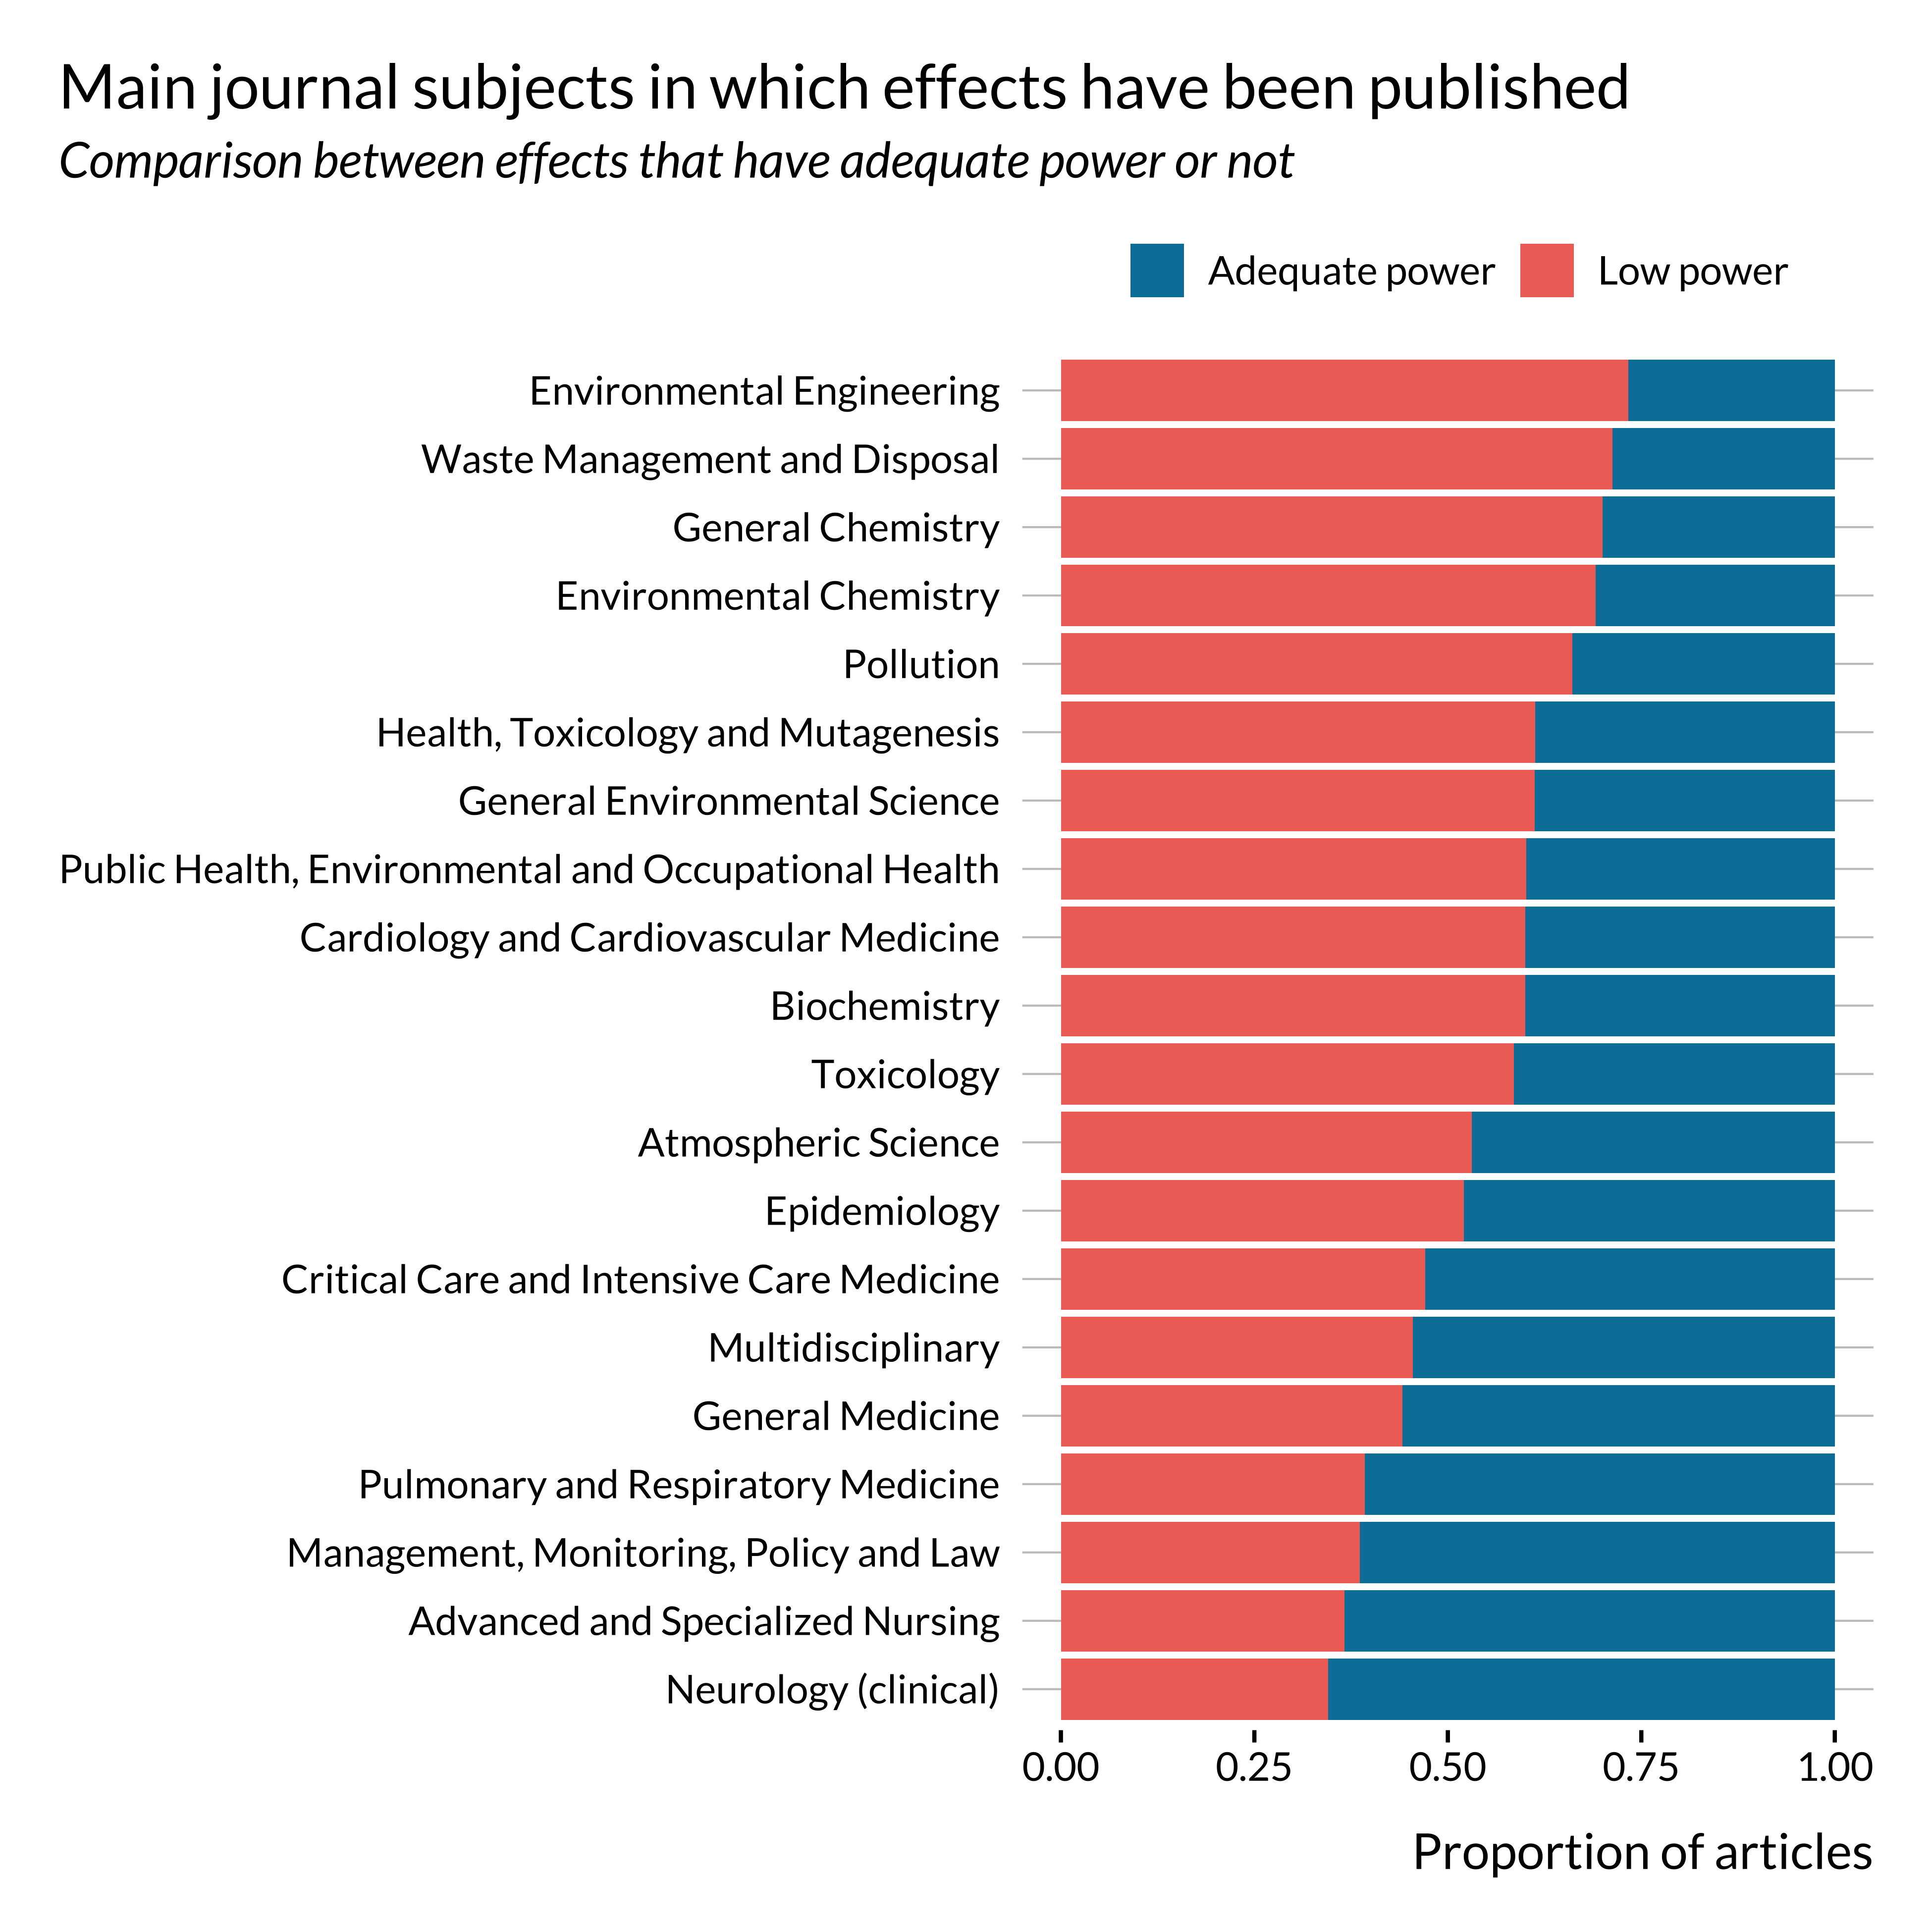 Main journal subjects in which effects have been published
Comparison between effects that have adequate power or not
Adequate power Low power
Environmental Engineering
Waste Management and Disposal
General Chemistry
Environmental Chemistry
Pollution
Health, Toxicology and Mutagenesis
General Environmental Science
Public Health, Environmental and Occupational Health
Cardiology and Cardiovascular Medicine
Biochemistry
Toxicology
Atmospheric Science
Epidemiology
Critical Care and Intensive Care Medicine
Multidisciplinary
General Medicine
Pulmonary and Respiratory Medicine
Management, Monitoring, Policy and Law
Advanced and Specialized Nursing
Neurology (clinical)
0.00 0.25 0.50 0.75 1.00
Proportion of articles